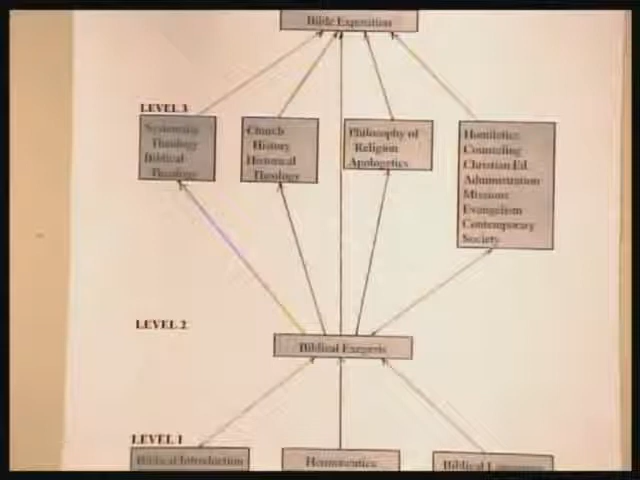 Bible Exposition
LEVEL 3
Systematic
Theology
Biblical
Theology
Church
History
Historical
Theology
Philosophy of
Religion
Apologetics
Homiletics
Counseling
Christian Ed.
Administration
Missions
Evangelism
Contemporary
Society
LEVEL 2
Biblical Exegesis
LEVEL 1
Biblical Introduction
Hermeneutics
Biblical